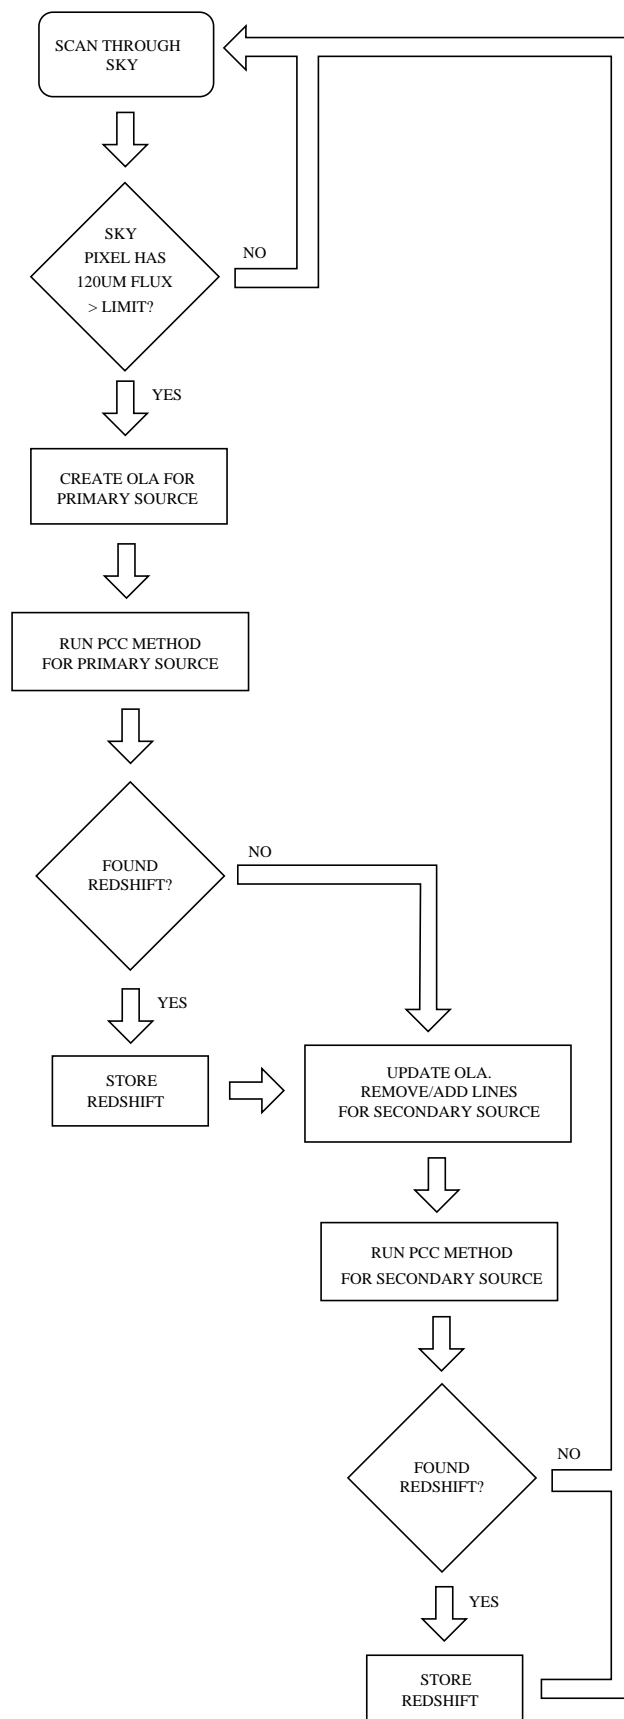 SCAN THROUGH
SKY
SKY
PIXEL HAS
120UM FLUX
> LIMIT?
NO
YES
CREATE OLA FOR
PRIMARY SOURCE
RUN PCC METHOD
FOR PRIMARY SOURCE
FOUND
REDSHIFT?
NO
YES
STORE
REDSHIFT
UPDATE OLA.
REMOVE/ADD LINES
FOR SECONDARY SOURCE
RUN PCC METHOD
FOR SECONDARY SOURCE
FOUND
REDSHIFT?
NO
YES
STORE
REDSHIFT